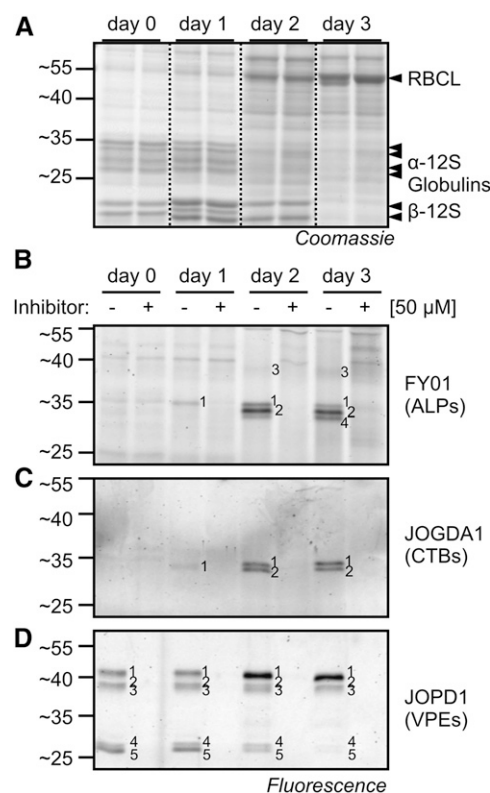 A
day 0 day 1 day 2 day 3
~55
~40
~35
~25
RBCL
α-12S
Globulins
β-12S
Coomassie
B
day 0 day 1 day 2 day 3
Inhibitor: - + - + - + - + [50 µM]
~55
~40
~35
~25
1
3
1
2
3
1
2
4
FY01
(ALPs)
C
~55
~40
~35
~25
1
1
2
1
2
JOGDA1
(CTBs)
D
~55
~40
~35
~25
1 1 1 1
2 2 2 2
3 3 3 3
4 4 4 4
5 5 5 5
JOPD1
(VPEs)
Fluorescence